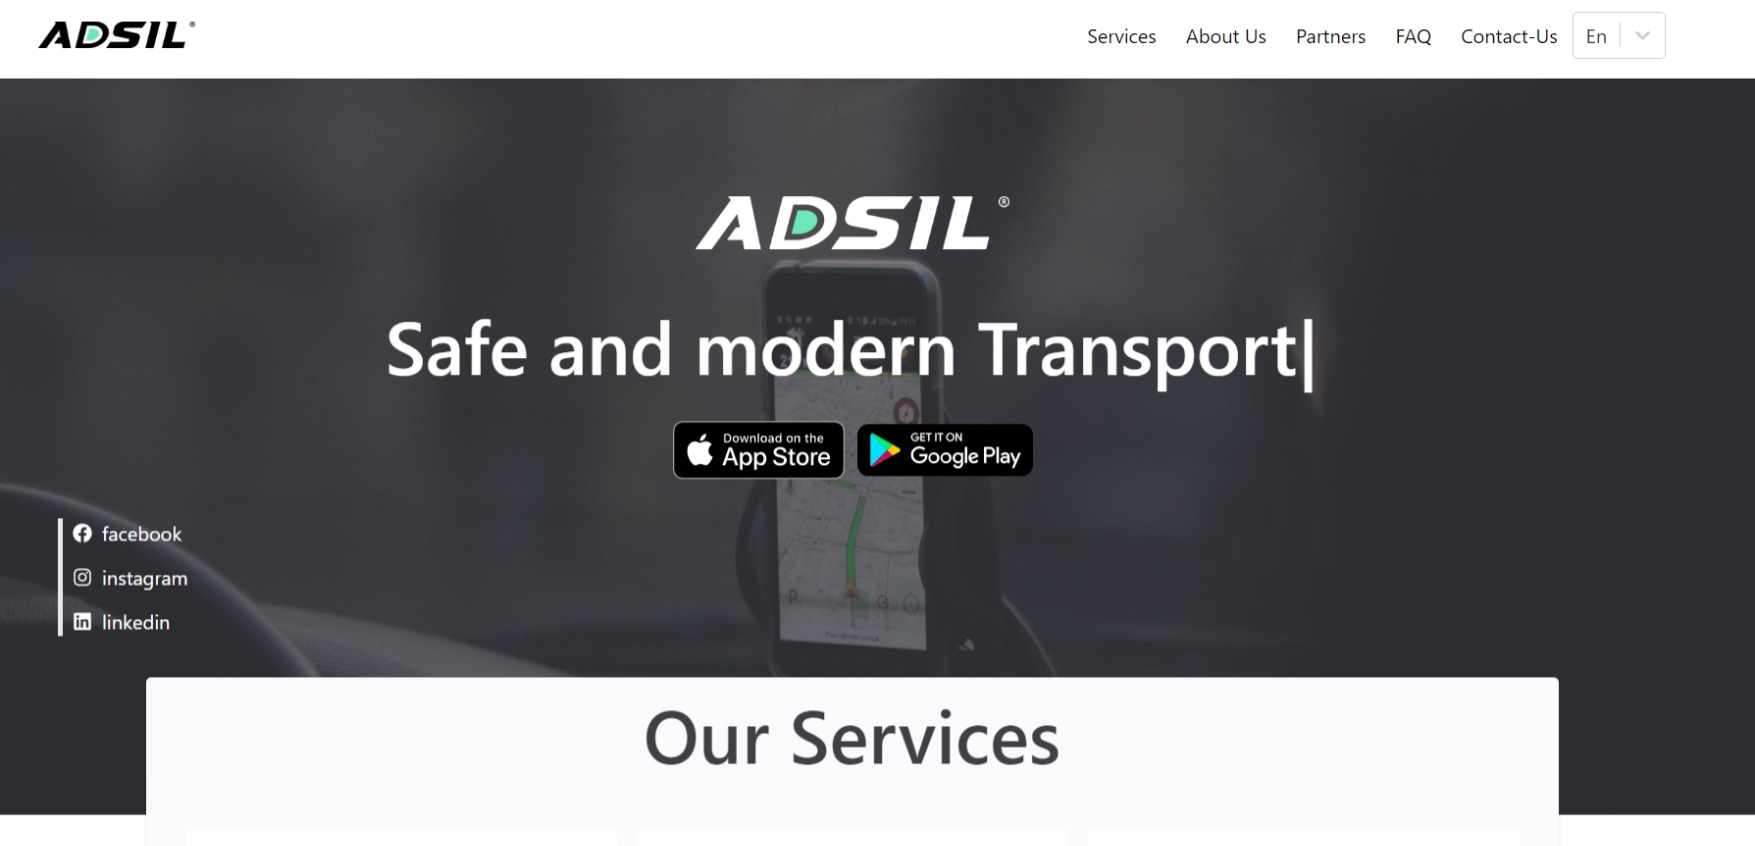 ADSIL®
Services About Us Partners FAQ Contact-Us En
ADSIL®
Safe and modern Transport|
Download on the
App Store
GET IT ON
Google Play
facebook
instagram
linkedin
Our Services